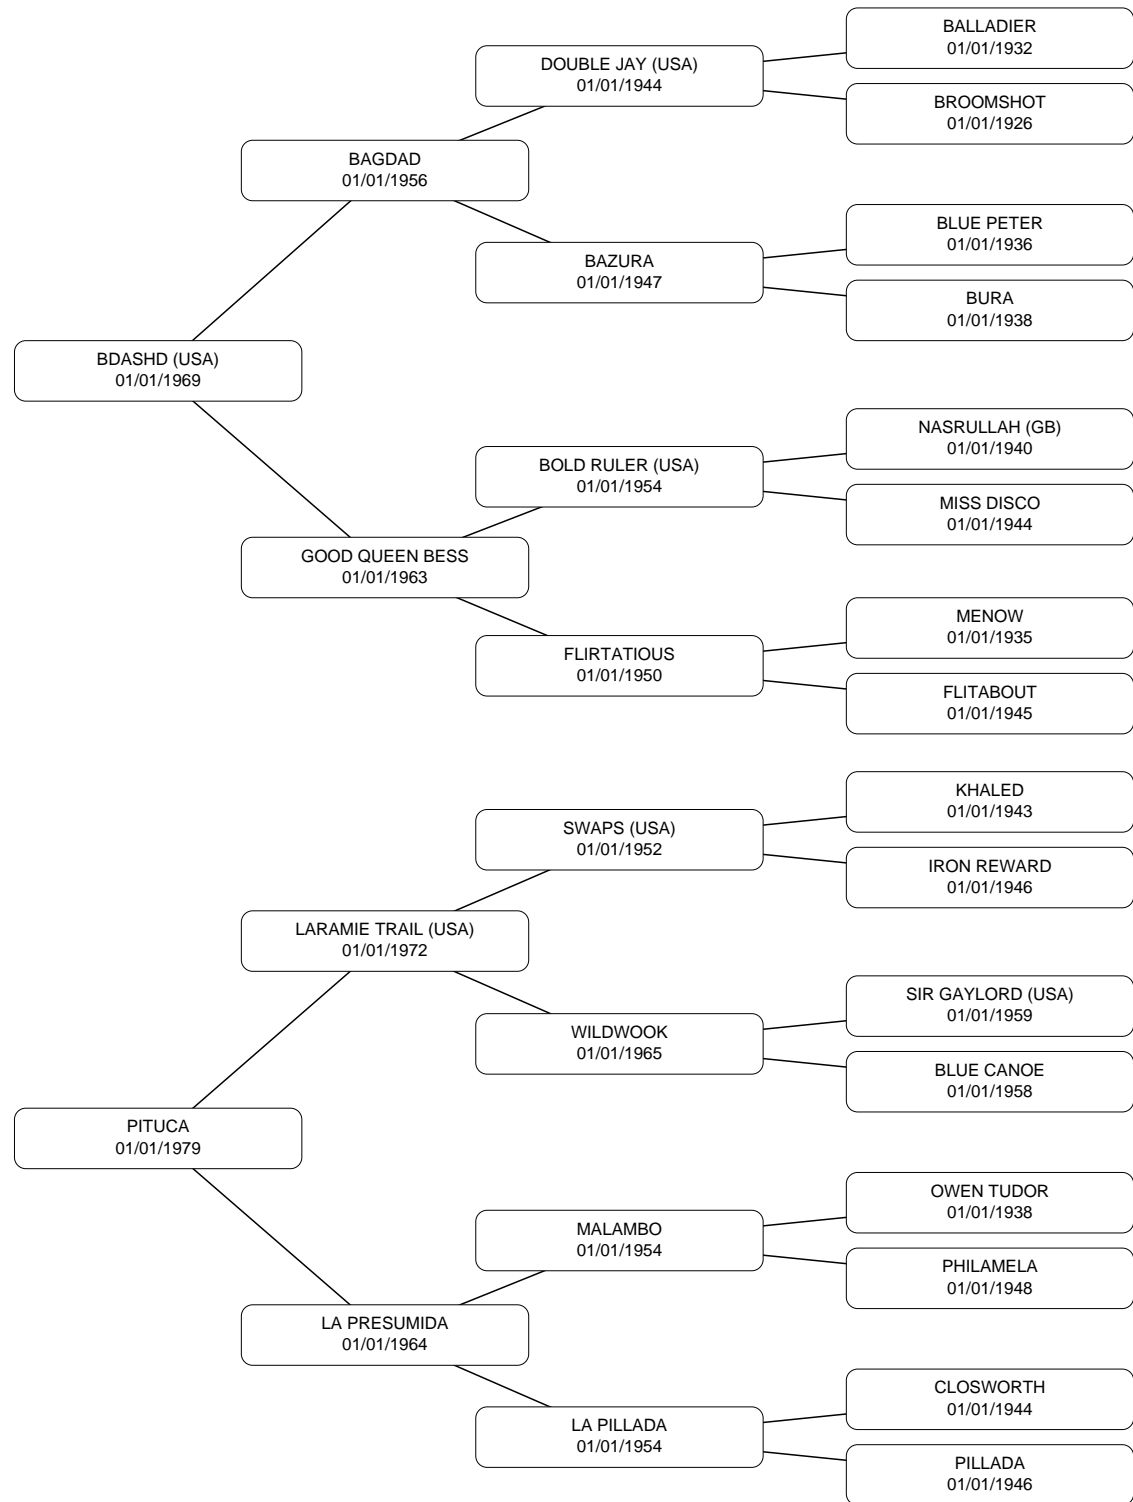 BALLADIER
01/01/1932
DOUBLE JAY (USA)
01/01/1944
BROOMSHOT
01/01/1926
BAGDAD
01/01/1956
BLUE PETER
01/01/1936
BAZURA
01/01/1947
BURA
01/01/1938
BDASHD (USA)
01/01/1969
NASRULLAH (GB)
01/01/1940
BOLD RULER (USA)
01/01/1954
MISS DISCO
01/01/1944
GOOD QUEEN BESS
01/01/1963
MENOW
01/01/1935
FLIRTATIOUS
01/01/1950
FLITABOUT
01/01/1945
KHALED
01/01/1943
SWAPS (USA)
01/01/1952
IRON REWARD
01/01/1946
LARAMIE TRAIL (USA)
01/01/1972
SIR GAYLORD (USA)
01/01/1959
WILDWOOK
01/01/1965
BLUE CANOE
01/01/1958
PITUCA
01/01/1979
OWEN TUDOR
01/01/1938
MALAMBO
01/01/1954
PHILAMELA
01/01/1948
LA PRESUMIDA
01/01/1964
CLOSWORTH
01/01/1944
LA PILLADA
01/01/1954
PILLADA
01/01/1946